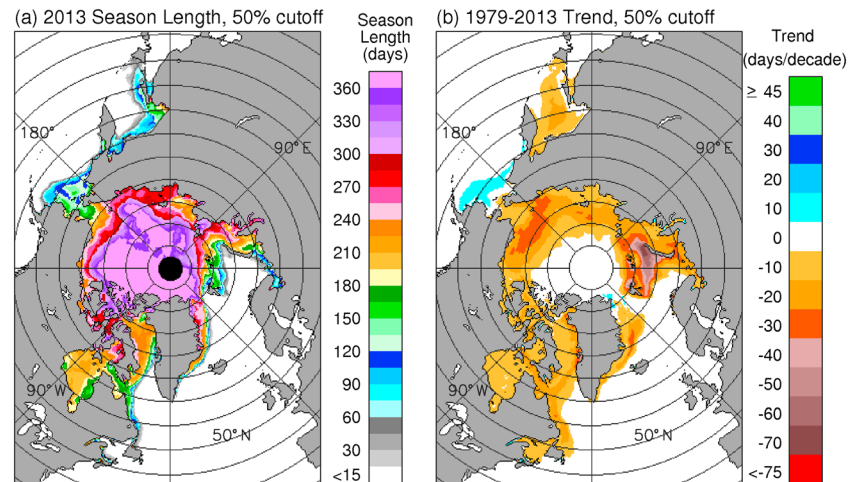 (a) 2013 Season Length, 50% cutoff
Season
Length
(days)
360
330
300
270
240
210
180
150
120
90
60
30
<15
180°
90°E
90°W
50°N
(b) 1979-2013 Trend, 50% cutoff
Trend
(days/decade)
≥ 45
40
30
20
10
0
-10
-20
-30
-40
-50
-60
-70
<-75
180°
90°E
90°W
50°N